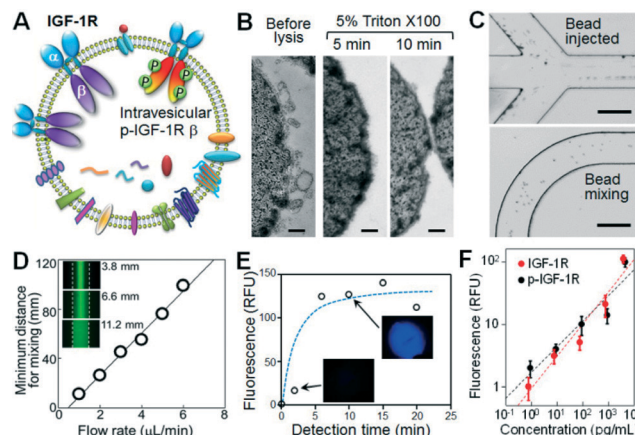 A
IGF-1R
α
β
P
P
P
P
Intravesicular
p-IGF-1R β
B
Before
lysis
5% Triton X100
5 min
10 min
C
Bead
injected
Bead
mixing
D
Minimum distance
for mixing (mm)
120
80
40
0
3.8 mm
6.6 mm
11.2 mm
0
2
4
6
8
Flow rate (μL/min)
E
Fluorescence (RFU)
150
100
50
0
0
5
10
15
20
25
Detection time (min)
F
IGF-1R
p-IGF-1R
Fluorescence (RFU)
10²
10
1
10⁻¹
10⁰
10¹
10²
10³
10⁴
Concentration (pg/mL)